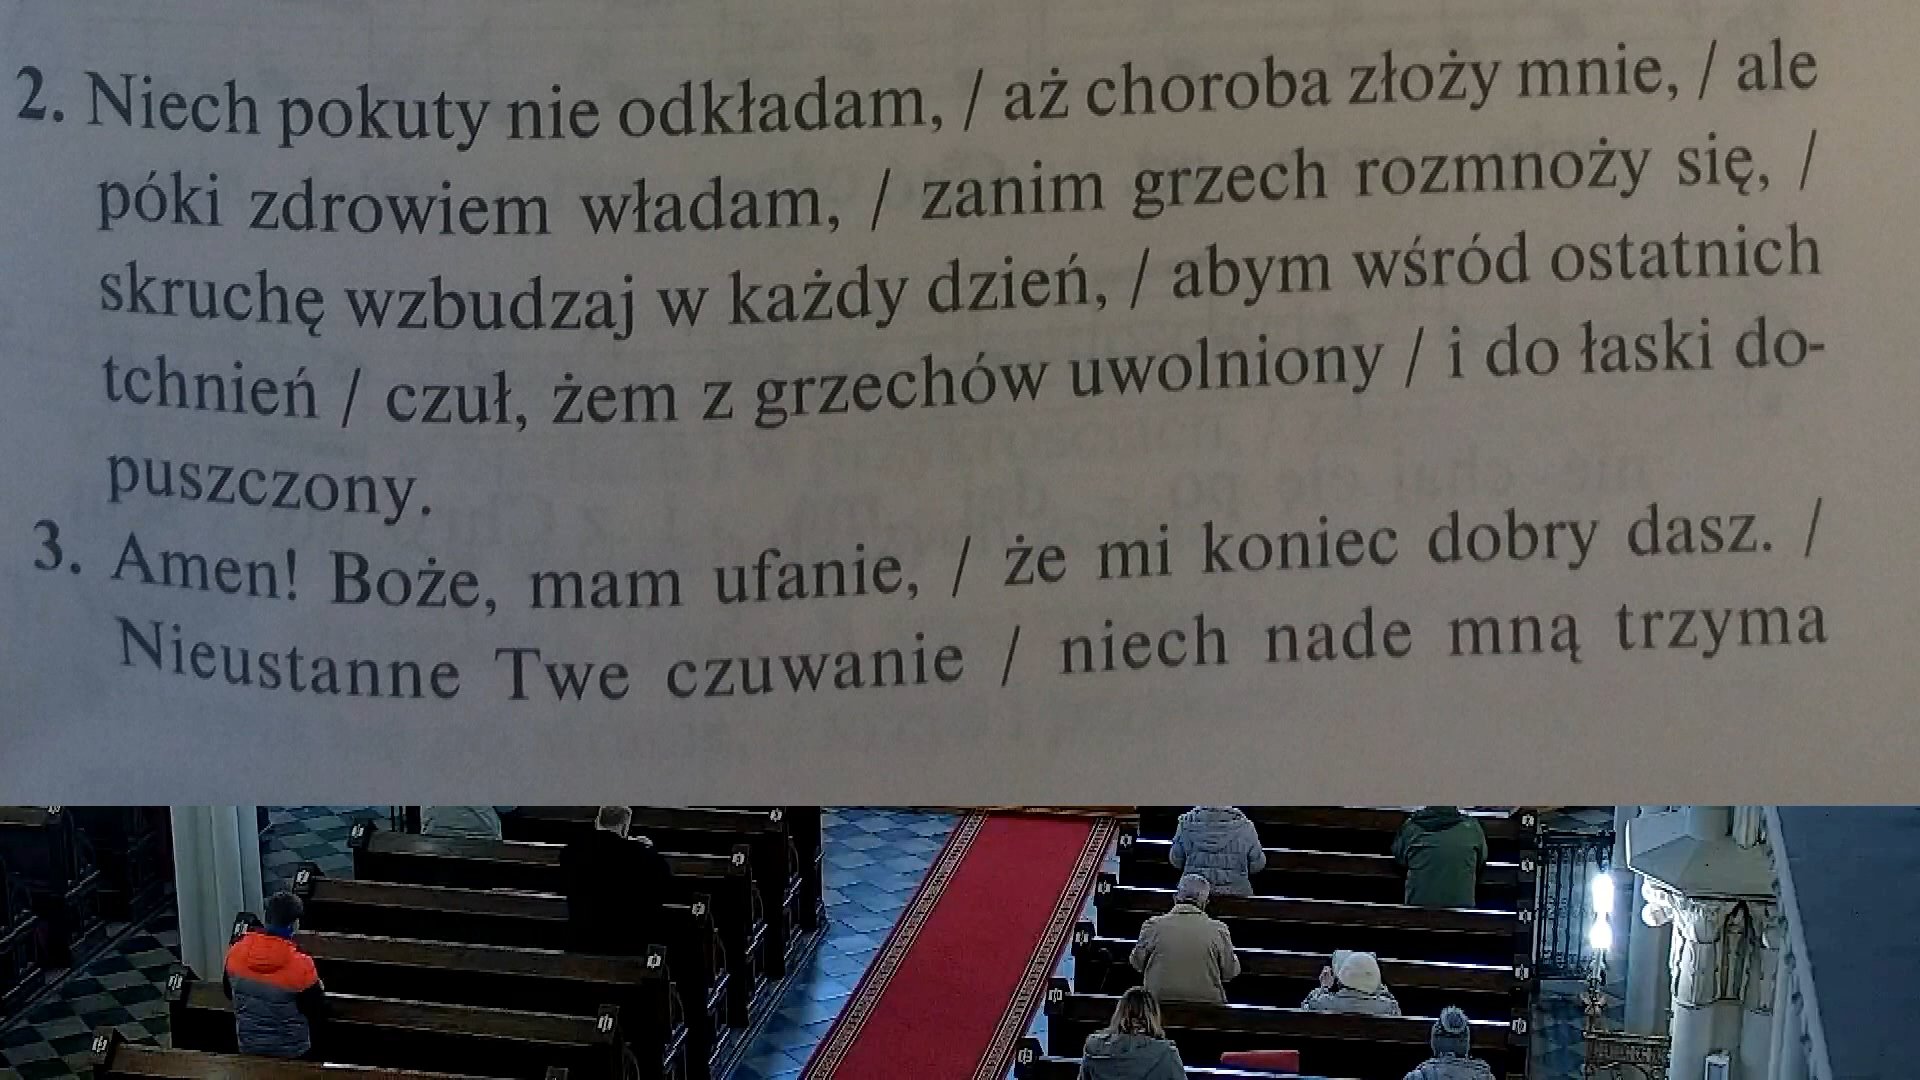 2. Niech pokuty nie odkładam, / aż choroba złoży mnie, / ale
póki zdrowiem władam, / zanim grzech rozmnoży się, /
skruchę wzbudzaj w każdy dzień, / abym wśród ostatnich
tchnień / czuł, żem z grzechów uwolniony / i do łaski do-
puszczony.
3. Amen! Boże, mam ufanie, / że mi koniec dobry dasz. /
Nieustanne Twe czuwanie / niech nade mną trzyma